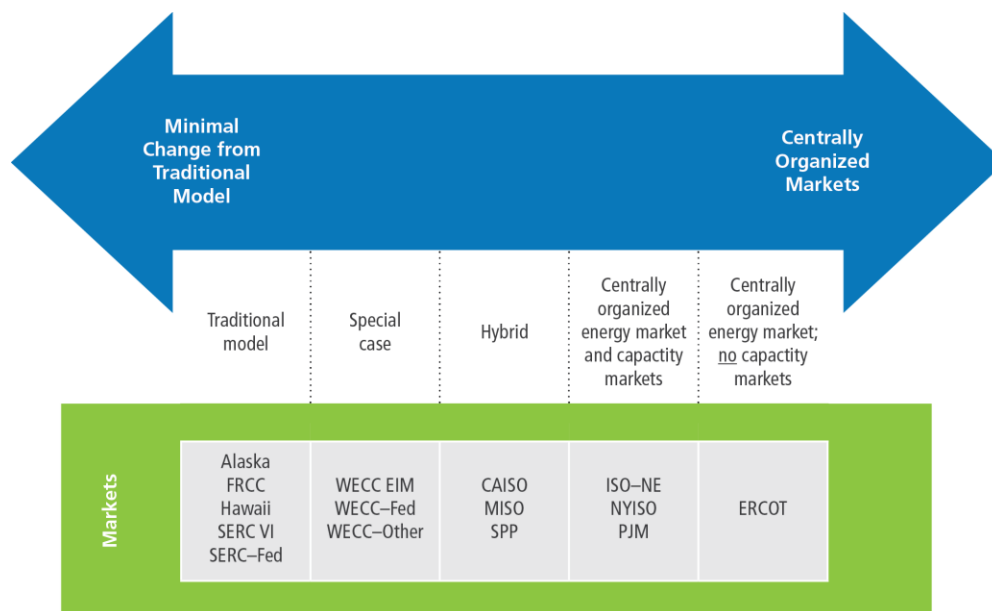 Minimal
Change from
Traditional
Model
Centrally
Organized
Markets
Traditional
model
Special
case
Hybrid
Centrally
organized
energy market
and capactity
markets
Centrally
organized
energy market;
no capacity
markets
Markets
Alaska
FRCC
Hawaii
SERC VI
SERC–Fed
WECC EIM
WECC–Fed
WECC–Other
CAISO
MISO
SPP
ISO–NE
NYISO
PJM
ERCOT